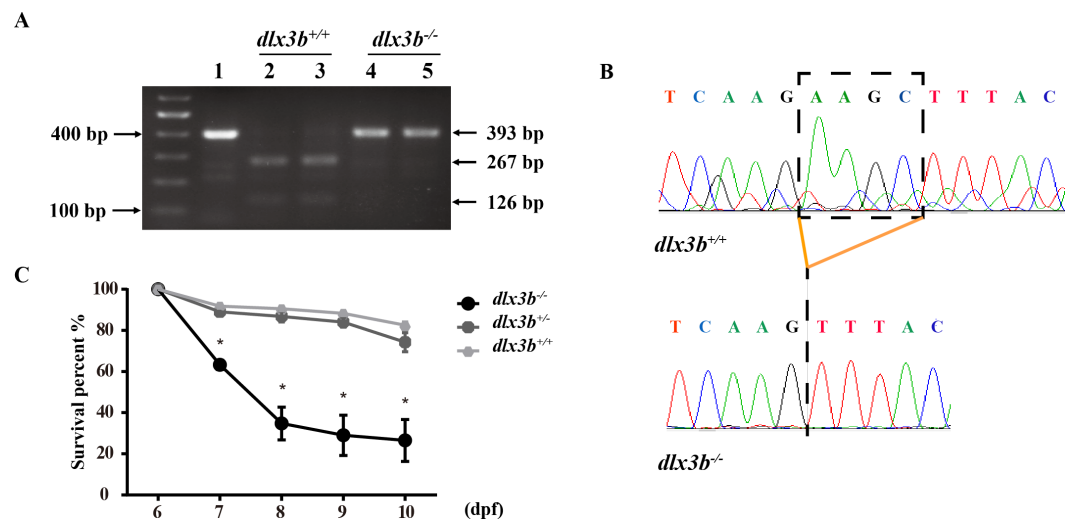 A
dlx3b+/+ dlx3b-/-
1 2 3 4 5
400 bp
100 bp
393 bp
267 bp
126 bp
B
T C A A G A A G C T T T A C
dlx3b+/+
T C A A G T T T A C
dlx3b-/-
C
Survival percent %
100
80
60
40
20
0
6 7 8 9 10 (dpf)
* * * *
dlx3b-/-
dlx3b+/-
dlx3b+/+